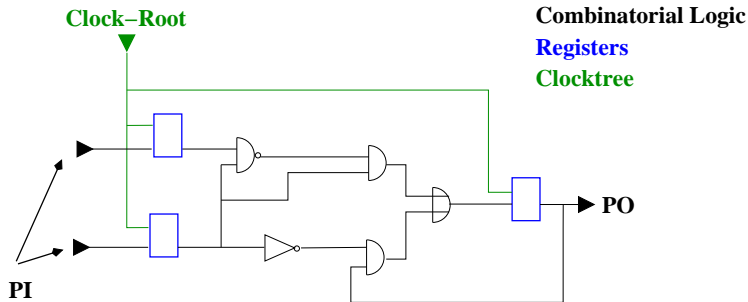 Combinatorial Logic
Clock−Root
Registers
Clocktree
PO
PI